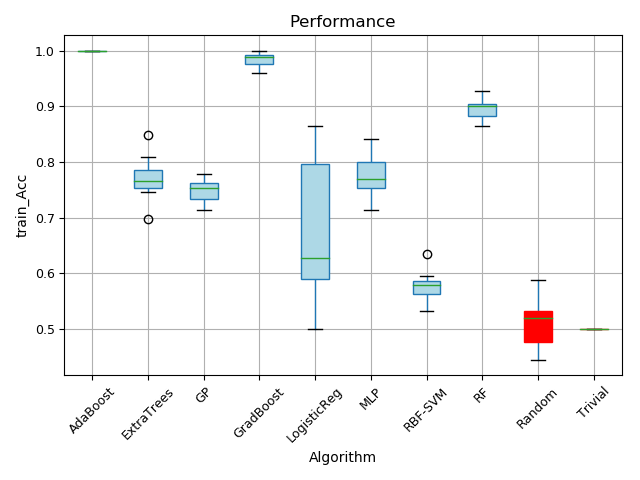 Performance
train_Acc
1.0
0.9
0.8
0.7
0.6
0.5
AdaBoost
ExtraTrees
GP
GradBoost
LogisticReg
MLP
RBF-SVM
RF
Random
Trivial
Algorithm